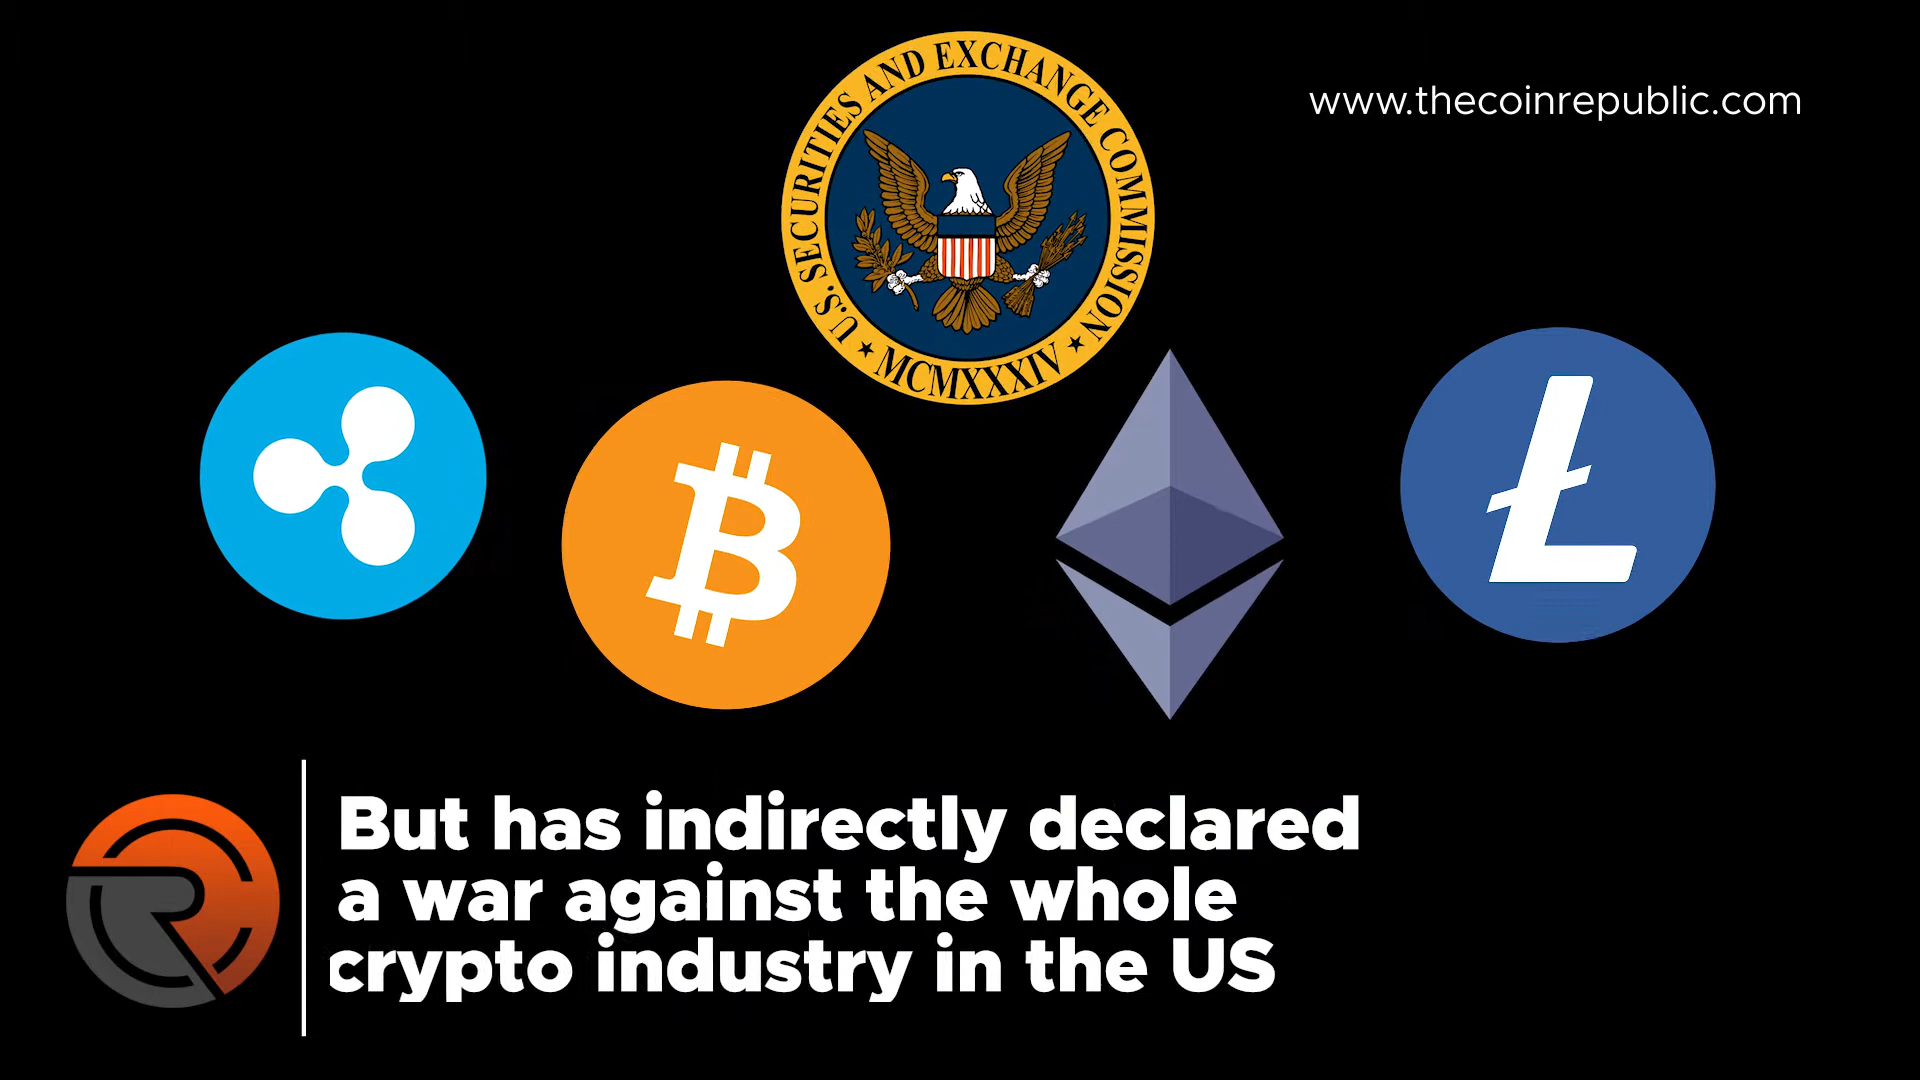 U.S. SECURITIES AND EXCHANGE COMMISSION
★ MCMXXXIV ★
www.thecoinrepublic.com
But has indirectly declared
a war against the whole
crypto industry in the US